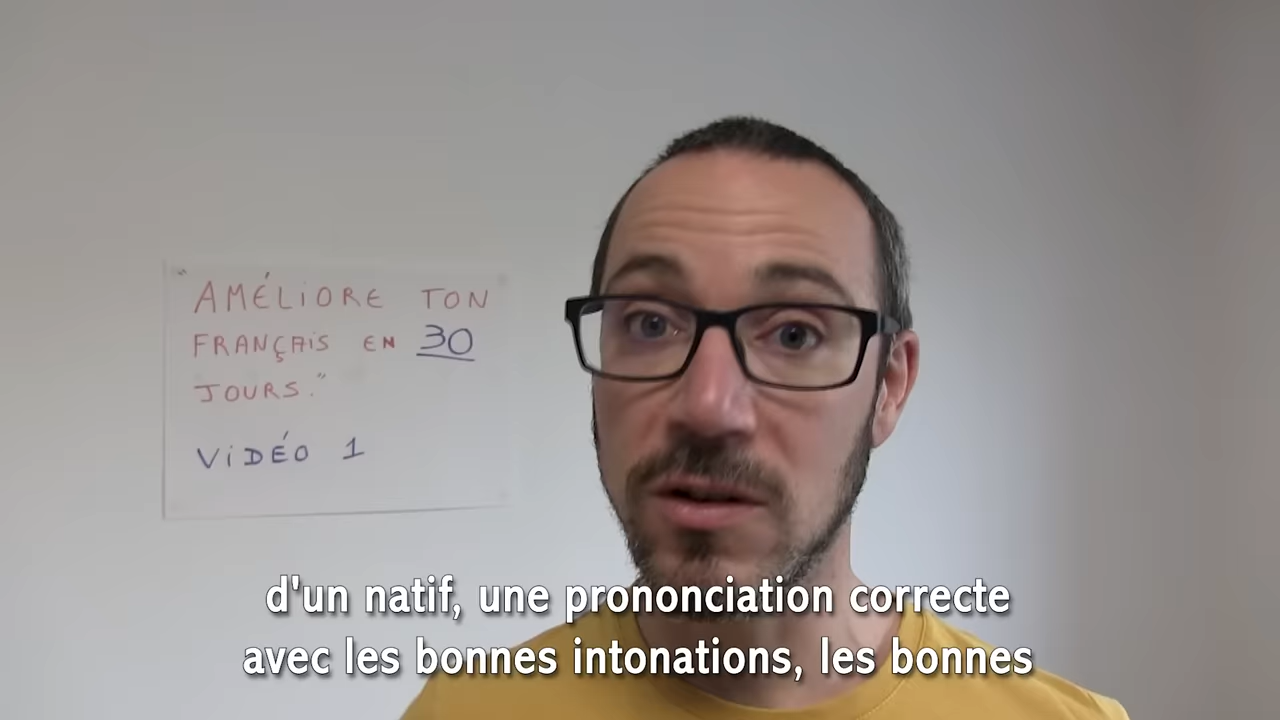 AMÉLIORE TON
FRANÇAIS EN 30
JOURS."
VIDÉO 1
d'un natif, une prononciation correcte
avec les bonnes intonations, les bonnes